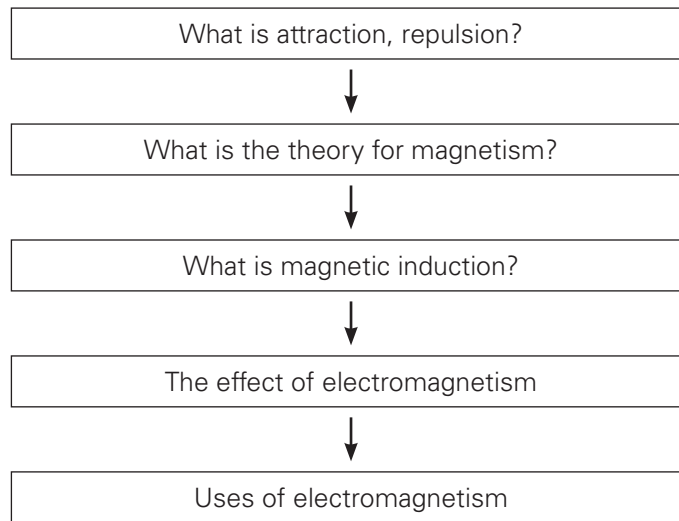 What is attraction, repulsion?
What is the theory for magnetism?
What is magnetic induction?
The effect of electromagnetism
Uses of electromagnetism